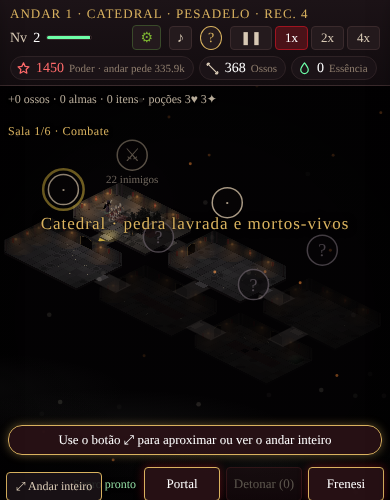 ANDAR 1 · CATEDRAL · PESADELO · REC. 4
Nv 2
? 1x 2x 4x
1450 Poder · andar pede 335.9k 368 Ossos 0 Essência
+0 ossos · 0 almas · 0 itens · poções 3♥ 3✦
Sala 1/6 · Combate
22 inimigos
Catedral · pedra lavrada e mortos-vivos
?
?
?
Use o botão ⤢ para aproximar ou ver o andar inteiro
⤢ Andar inteiro pronto Portal Detonar (0) Frenesi